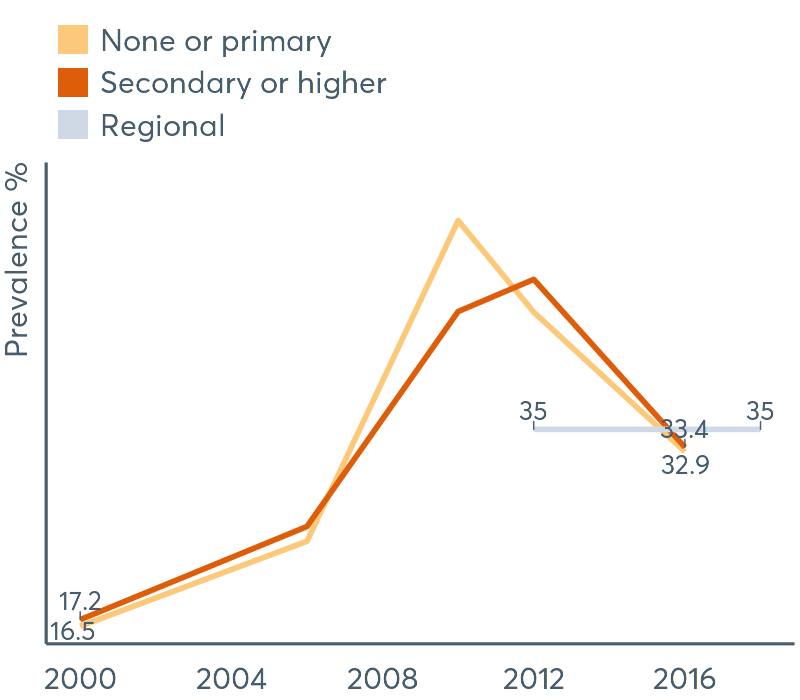 None or primary
Secondary or higher
Regional
Prevalence %
35
35
33.4
32.9
17.2
16.5
2000 2004 2008 2012 2016